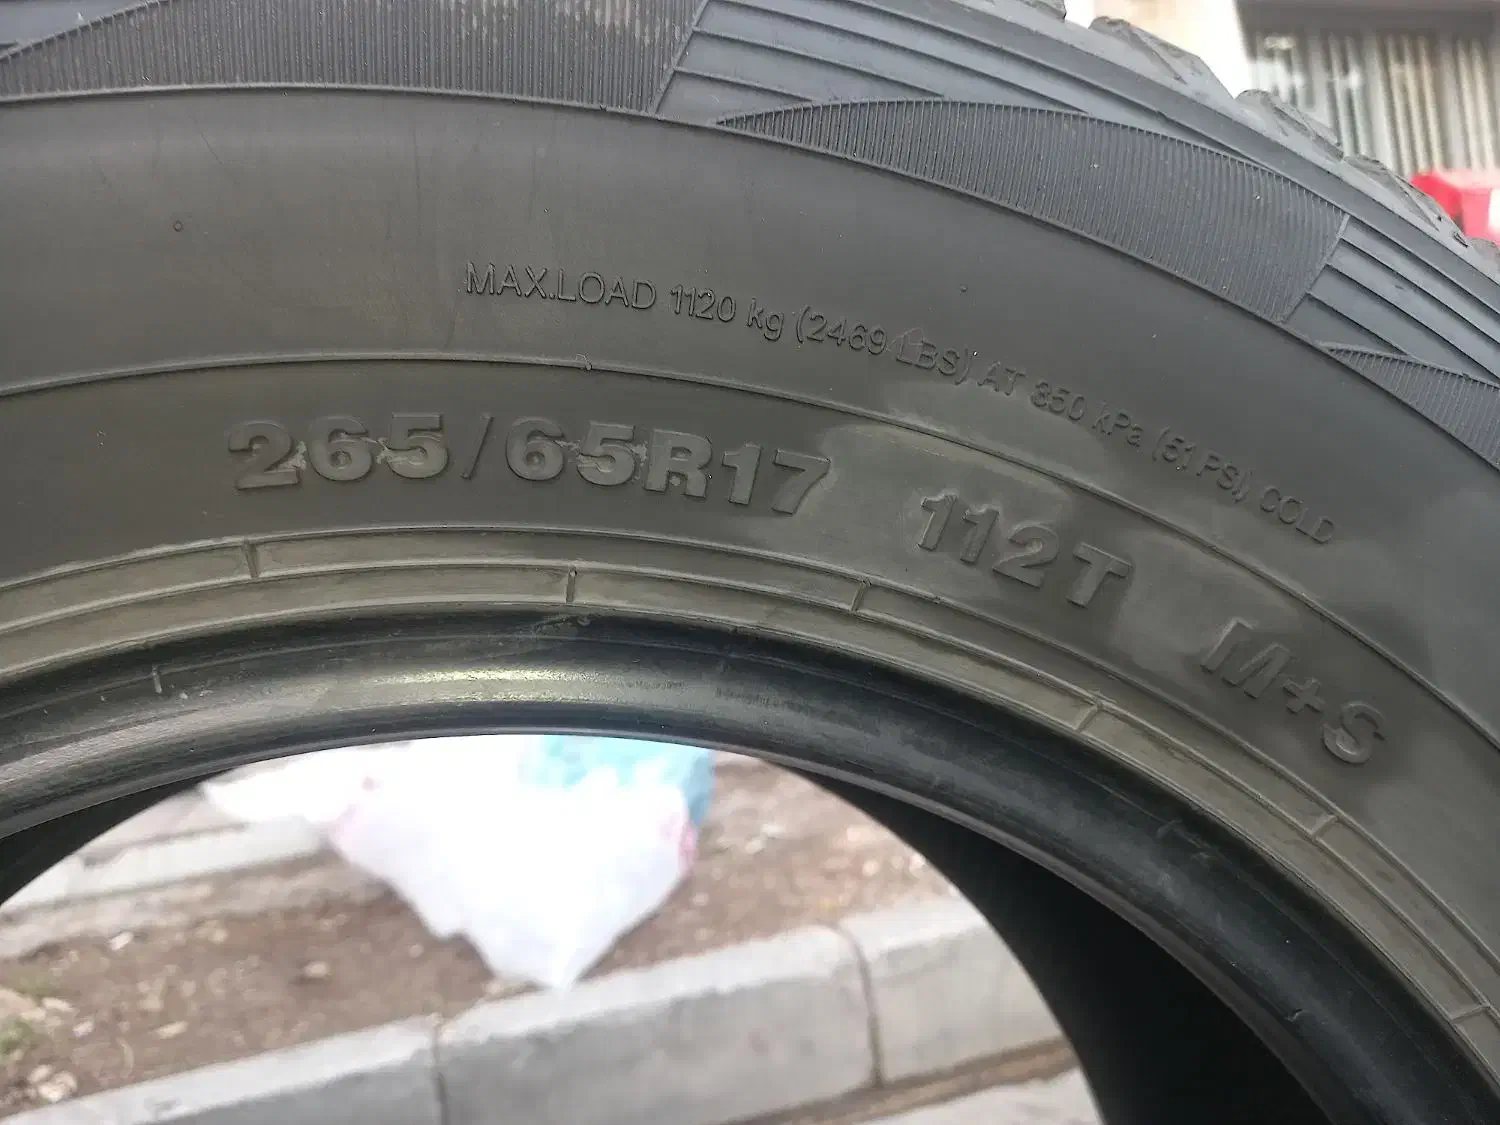 MAX.LOAD 1120 kg (2469 LBS) AT 350 kPa (51 PSI) COLD
265/65R17 112T M+S